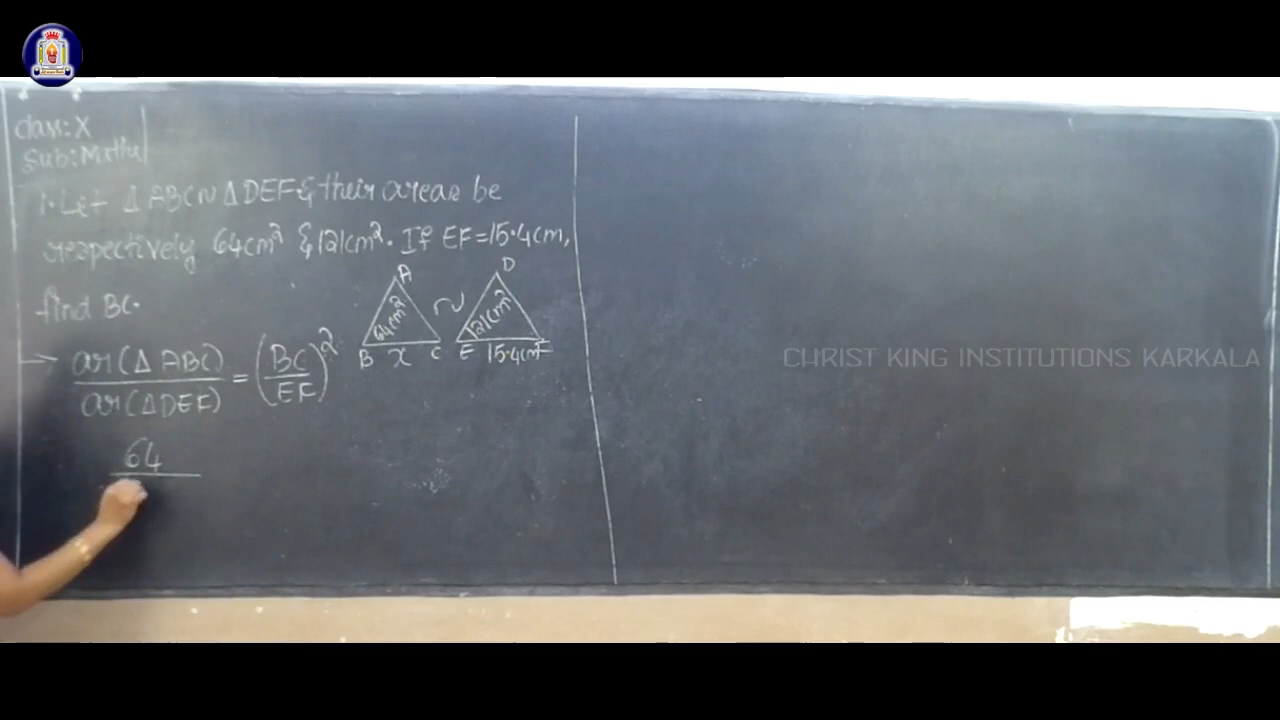 class: X
Sub: Maths
1. Let Δ ABC ~ Δ DEF & their areas be
respectively 64cm² & 121cm². If EF = 15.4cm,
find BC.
A
D
64cm²
~
121cm²
B x C
E 15.4cm F
→ ar(Δ ABC) / ar(Δ DEF) = (BC / EF)²
64
CHRIST KING INSTITUTIONS KARKALA